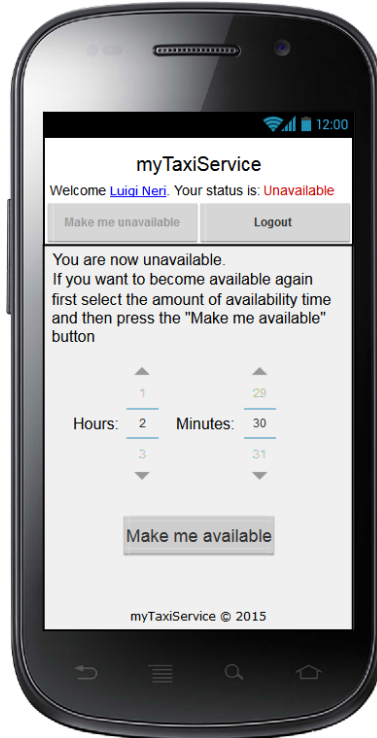 12:00
myTaxiService
Welcome Luigi Neri. Your status is: Unavailable
Make me unavailable Logout
You are now unavailable.
If you want to become available again
first select the amount of availability time
and then press the "Make me available"
button
1 29
Hours: 2 Minutes: 30
3 31
Make me available
myTaxiService © 2015